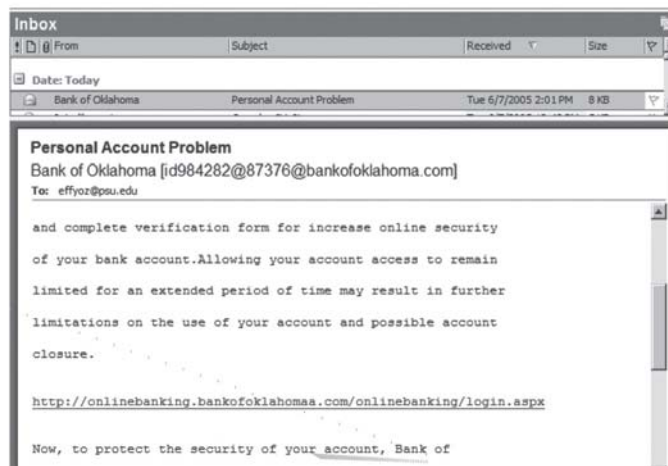 Inbox
! From Subject Received Size
Date: Today
Bank of Oklahoma Personal Account Problem Tue 6/7/2005 2:01 PM 8 KB
Personal Account Problem
Bank of Oklahoma [id984282@87376@bankofoklahoma.com]
To: effyoz@psu.edu
and complete verification form for increase online security
of your bank account.Allowing your account access to remain
limited for an extended period of time may result in further
limitations on the use of your account and possible account
closure.
http://onlinebanking.bankofoklahomaa.com/onlinebanking/login.aspx
Now, to protect the security of your account, Bank of